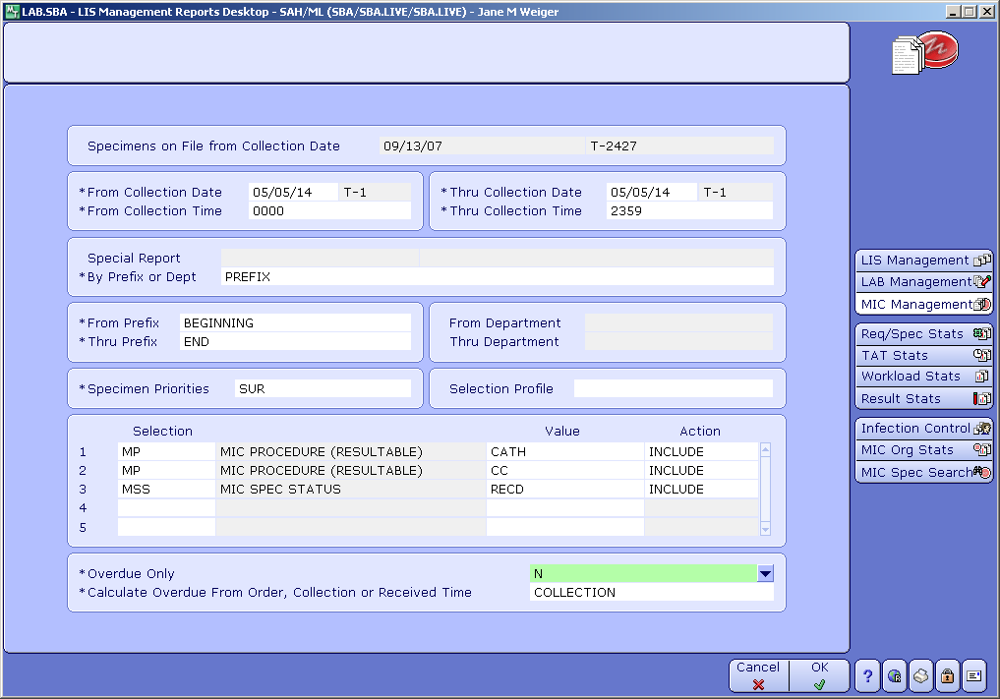 LAB.SBA - LIS Management Reports Desktop - SAH/ML (SBA/SBA.LIVE/SBA.LIVE) - Jane M Weiger
Specimens on File from Collection Date 09/13/07 T-2427
*From Collection Date 05/05/14 T-1
*From Collection Time 0000
*Thru Collection Date 05/05/14 T-1
*Thru Collection Time 2359
Special Report
*By Prefix or Dept PREFIX
*From Prefix BEGINNING
*Thru Prefix END
From Department
Thru Department
*Specimen Priorities SUR
Selection Profile
Selection Value Action
1 MP MIC PROCEDURE (RESULTABLE) CATH INCLUDE
2 MP MIC PROCEDURE (RESULTABLE) CC INCLUDE
3 MSS MIC SPEC STATUS RECD INCLUDE
4
5
*Overdue Only N
*Calculate Overdue From Order, Collection or Received Time COLLECTION
LIS Management
LAB Management
MIC Management
Req/Spec Stats
TAT Stats
Workload Stats
Result Stats
Infection Control
MIC Org Stats
MIC Spec Search
Cancel OK
?